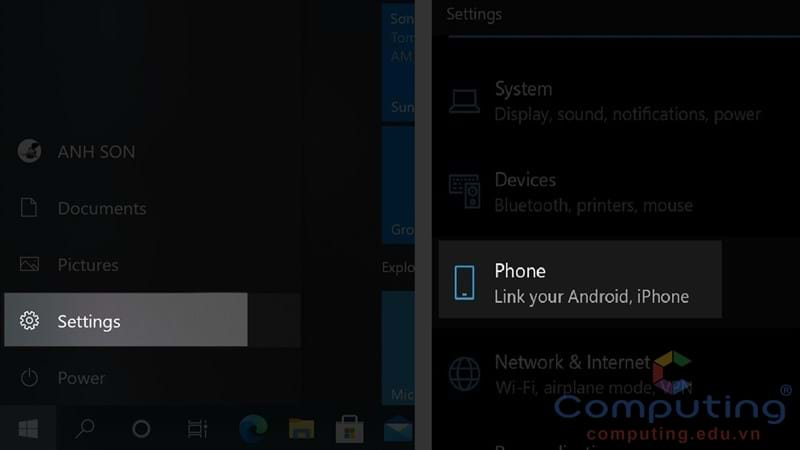 Son
Tom
AM
Sun
ANH SON
Documents
Gro
Pictures
Explo
Settings
Power
Mic
Settings
System
Display, sound, notifications, power
Devices
Bluetooth, printers, mouse
Phone
Link your Android, iPhone
Network & Internet
Wi-Fi, airplane mode, VPN
Computing®
computing.edu.vn